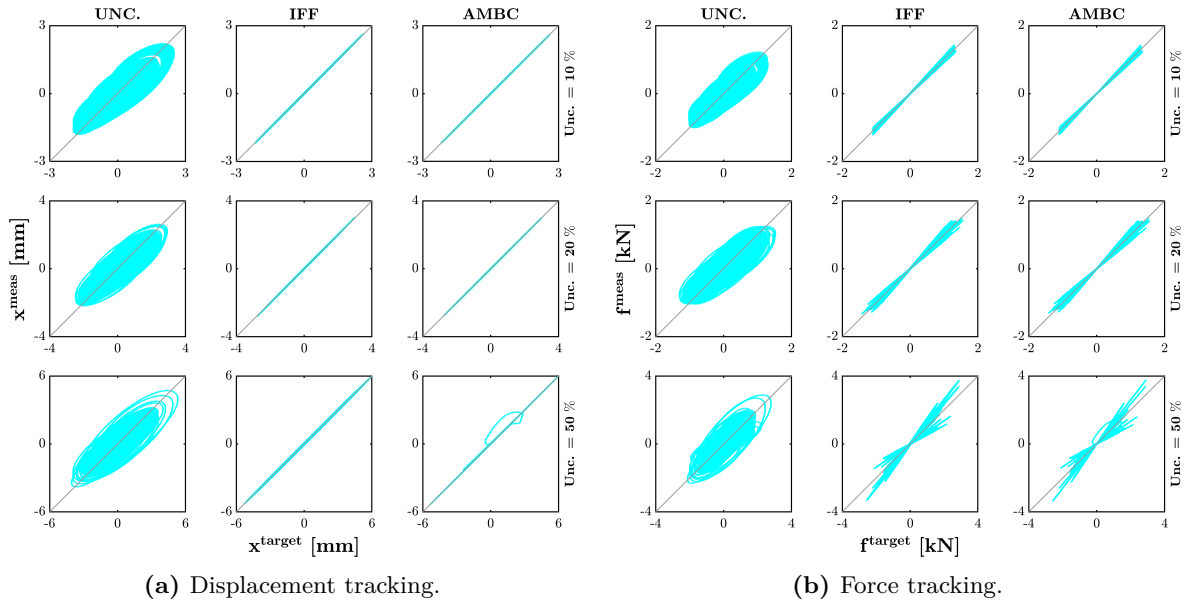 UNC. IFF AMBC UNC. IFF AMBC
3 3 3 2 2 2
0 0 0 0 0 0
Unc. = 10 % Unc. = 10 %
-3 -3 -3 -2 -2 -2
-3 0 3 -3 0 3 -3 0 3 -2 0 2 -2 0 2 -2 0 2
4 4 4 2 2 2
0 0 0 0 0 0
x^meas [mm] Unc. = 20 % f^meas [kN] Unc. = 20 %
-4 -4 -4 -2 -2 -2
-4 0 4 -4 0 4 -4 0 4 -2 0 2 -2 0 2 -2 0 2
6 6 6 4 4 4
0 0 0 0 0 0
Unc. = 50 % Unc. = 50 %
-6 -6 -6 -4 -4 -4
-6 0 6 -6 0 6 -6 0 6 -4 0 4 -4 0 4 -4 0 4
x^target [mm] f^target [kN]
(a) Displacement tracking. (b) Force tracking.